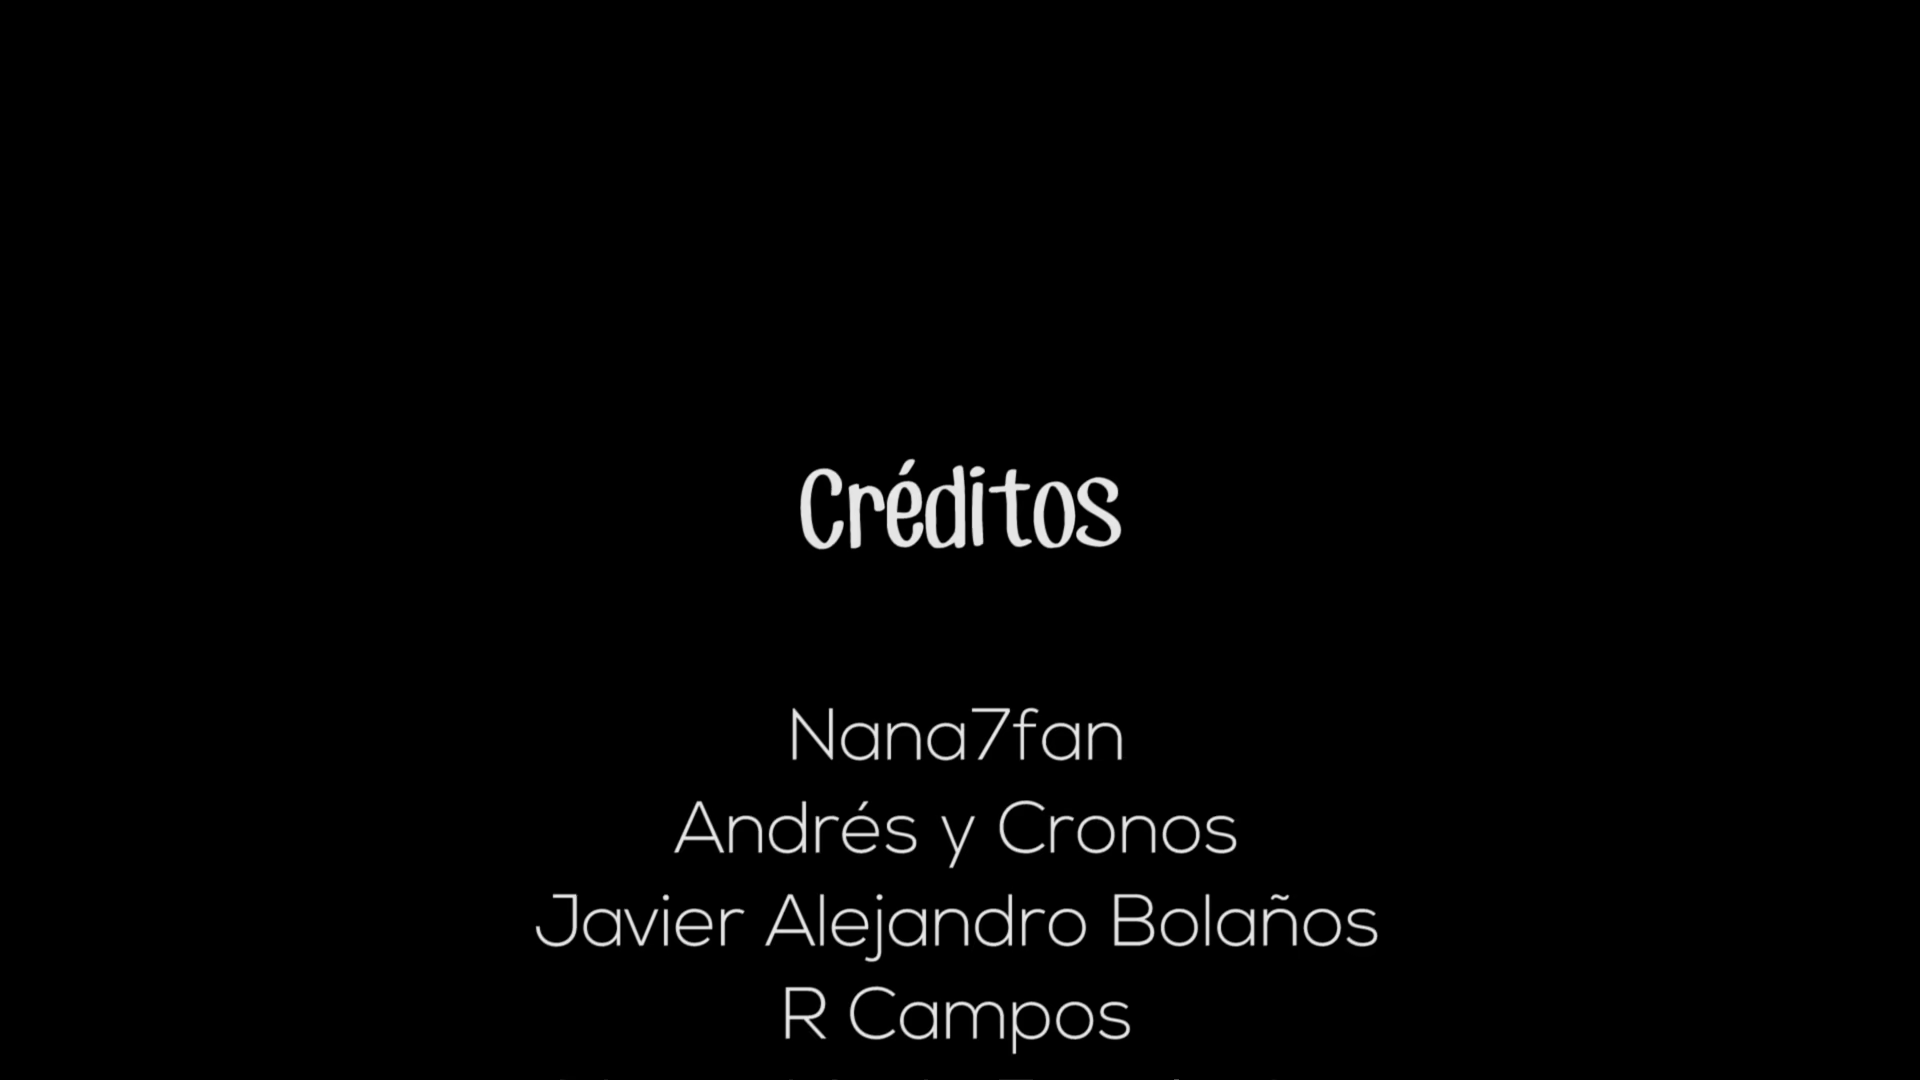 Créditos
Nana7fan
Andrés y Cronos
Javier Alejandro Bolaños
R Campos